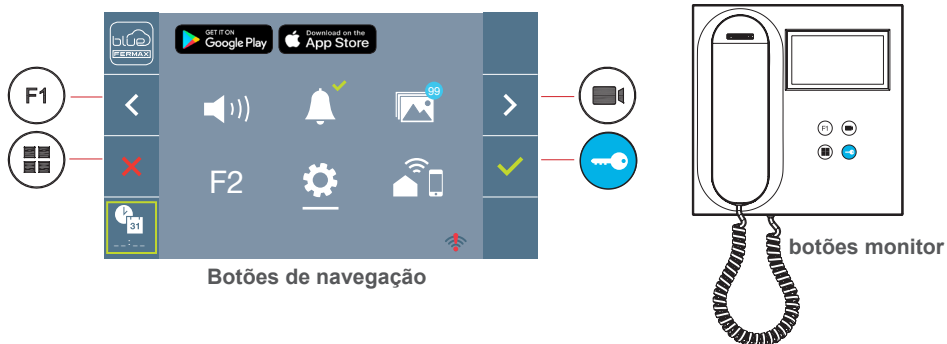 blue
FERMAX
GET IT ON
Google Play
Download on the
App Store
F1
99
F2
31
--:--
Botões de navegação
F1
botões monitor